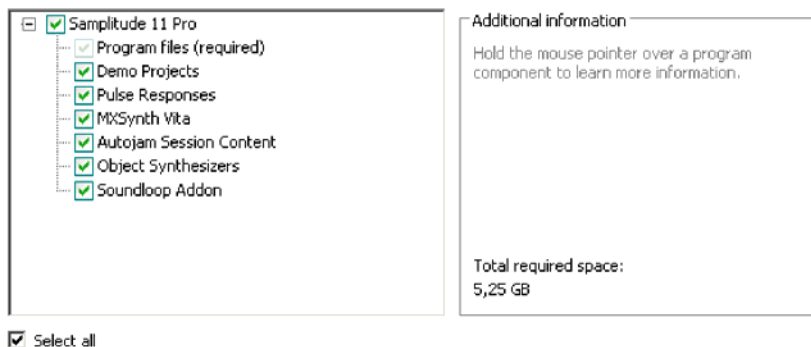 Samplitude 11 Pro
Program files (required)
Demo Projects
Pulse Responses
MXSynth Vita
Autojam Session Content
Object Synthesizers
Soundloop Addon
Additional information
Hold the mouse pointer over a program
component to learn more information.
Total required space:
5,25 GB
Select all